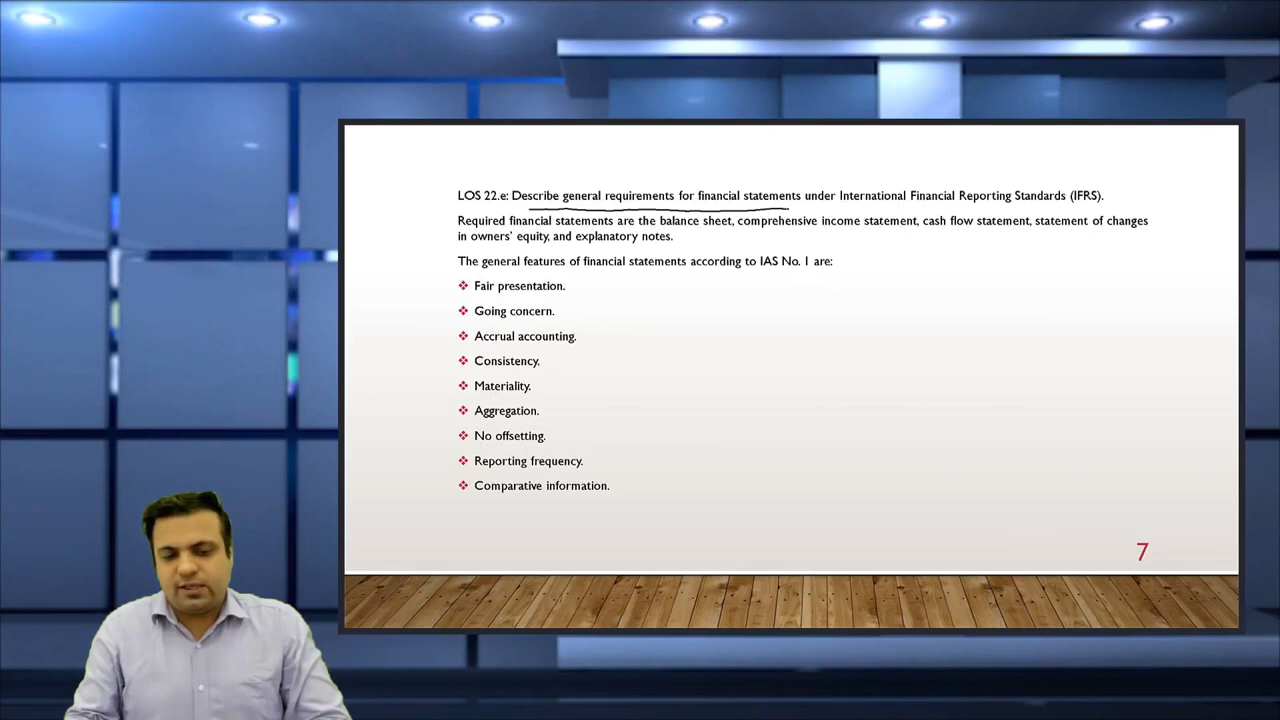 LOS 22.e: Describe general requirements for financial statements under International Financial Reporting Standards (IFRS).
Required financial statements are the balance sheet, comprehensive income statement, cash flow statement, statement of changes
in owners’ equity, and explanatory notes.
The general features of financial statements according to IAS No. 1 are:
❖ Fair presentation.
❖ Going concern.
❖ Accrual accounting.
❖ Consistency.
❖ Materiality.
❖ Aggregation.
❖ No offsetting.
❖ Reporting frequency.
❖ Comparative information.
7